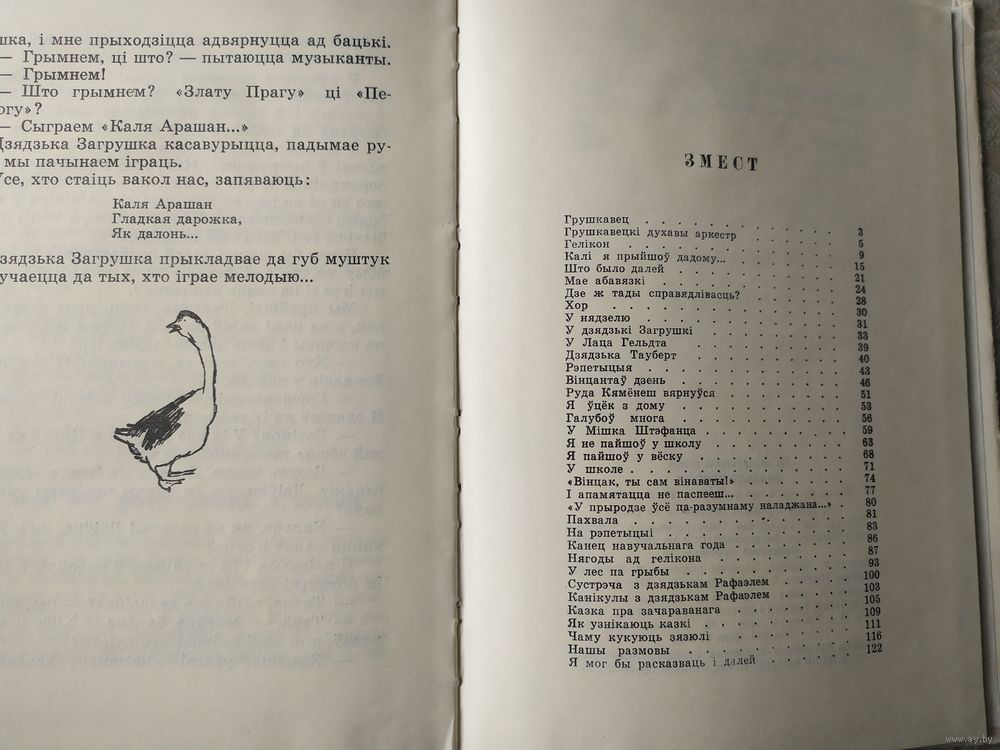 шка, і мне прыходзіцца адвярнуцца ад бацькі.
— Грымнем, ці што? — пытаюцца музыканты.
— Грымнем!
— Што грымнем? «Злату Прагу» ці «Пе-
огу»?
— Сыграем «Каля Арашан...»
Дзядзька Загрушка касавурыцца, падымае ру-
мы пачынаем іграць.
Усе, хто стаіць вакол нас, запяваюць:
Каля Арашан
Гладкая дарожка,
Як далонь...
зядзька Загрушка прыкладвае да губ муштук
учаецца да тых, хто іграе мелодыю...
ЗМЕСТ
Грушкавец . . . . . . . 3
Грушкавецкі духавы аркестр . . . . . . 5
Гелікон . . . . . . . 9
Калі я прыйшоў дадому... . . . . . . 15
Што было далей . . . . . . . 21
Мае абавязкі . . . . . . . 24
Дзе ж тады справядлівасць? . . . . . . 28
Хор . . . . . . . 30
У нядзелю . . . . . . . 31
У дзядзькі Загрушкі . . . . . . . 33
У Лаца Гельдта . . . . . . . 39
Дзядзька Тауберт . . . . . . . 40
Рэпетыцыя . . . . . . . 43
Вінцантаў дзень . . . . . . . 46
Руда Кямёнеш вярнуўся . . . . . . . 51
Я ўцёк з дому . . . . . . . 53
Галубоў многа . . . . . . . 56
У Мішка Штэфанца . . . . . . . 59
Я не пайшоў у школу . . . . . . . 63
Я пайшоў у вёску . . . . . . . 68
У школе . . . . . . . 71
«Вінцак, ты сам вінаваты!» . . . . . . 74
І апамятацца не паспееш... . . . . . . 77
«У прыродзе ўсё па-разумнаму наладжана...» . 80
Пахвала . . . . . . . 81
На рэпетыцыі . . . . . . . 83
Канец навучальнага года . . . . . . 86
Нягоды ад гелікона . . . . . . . 87
У лес па грыбы . . . . . . . 93
Сустрэча з дзядзькам Рафаэлем . . . . . 100
Канікулы з дзядзькам Рафаэлем . . . . . 103
Казка пра зачараванага . . . . . . 105
Як узнікаюць казкі . . . . . . . 109
Чаму кукуюць зязюлі . . . . . . . 111
Нашы размовы . . . . . . . 116
Я мог бы расказваць і далей . . . . . 122
www.ay.by